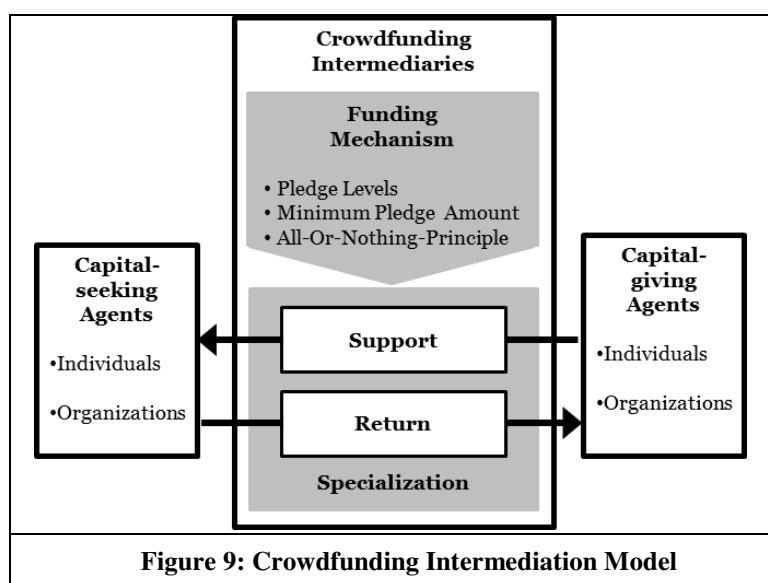 Crowdfunding
Intermediaries
Funding
Mechanism
• Pledge Levels
• Minimum Pledge Amount
• All-Or-Nothing-Principle
Capital-
seeking
Agents
•Individuals
•Organizations
Support
Return
Specialization
Capital-
giving
Agents
•Individuals
•Organizations
Figure 9: Crowdfunding Intermediation Model